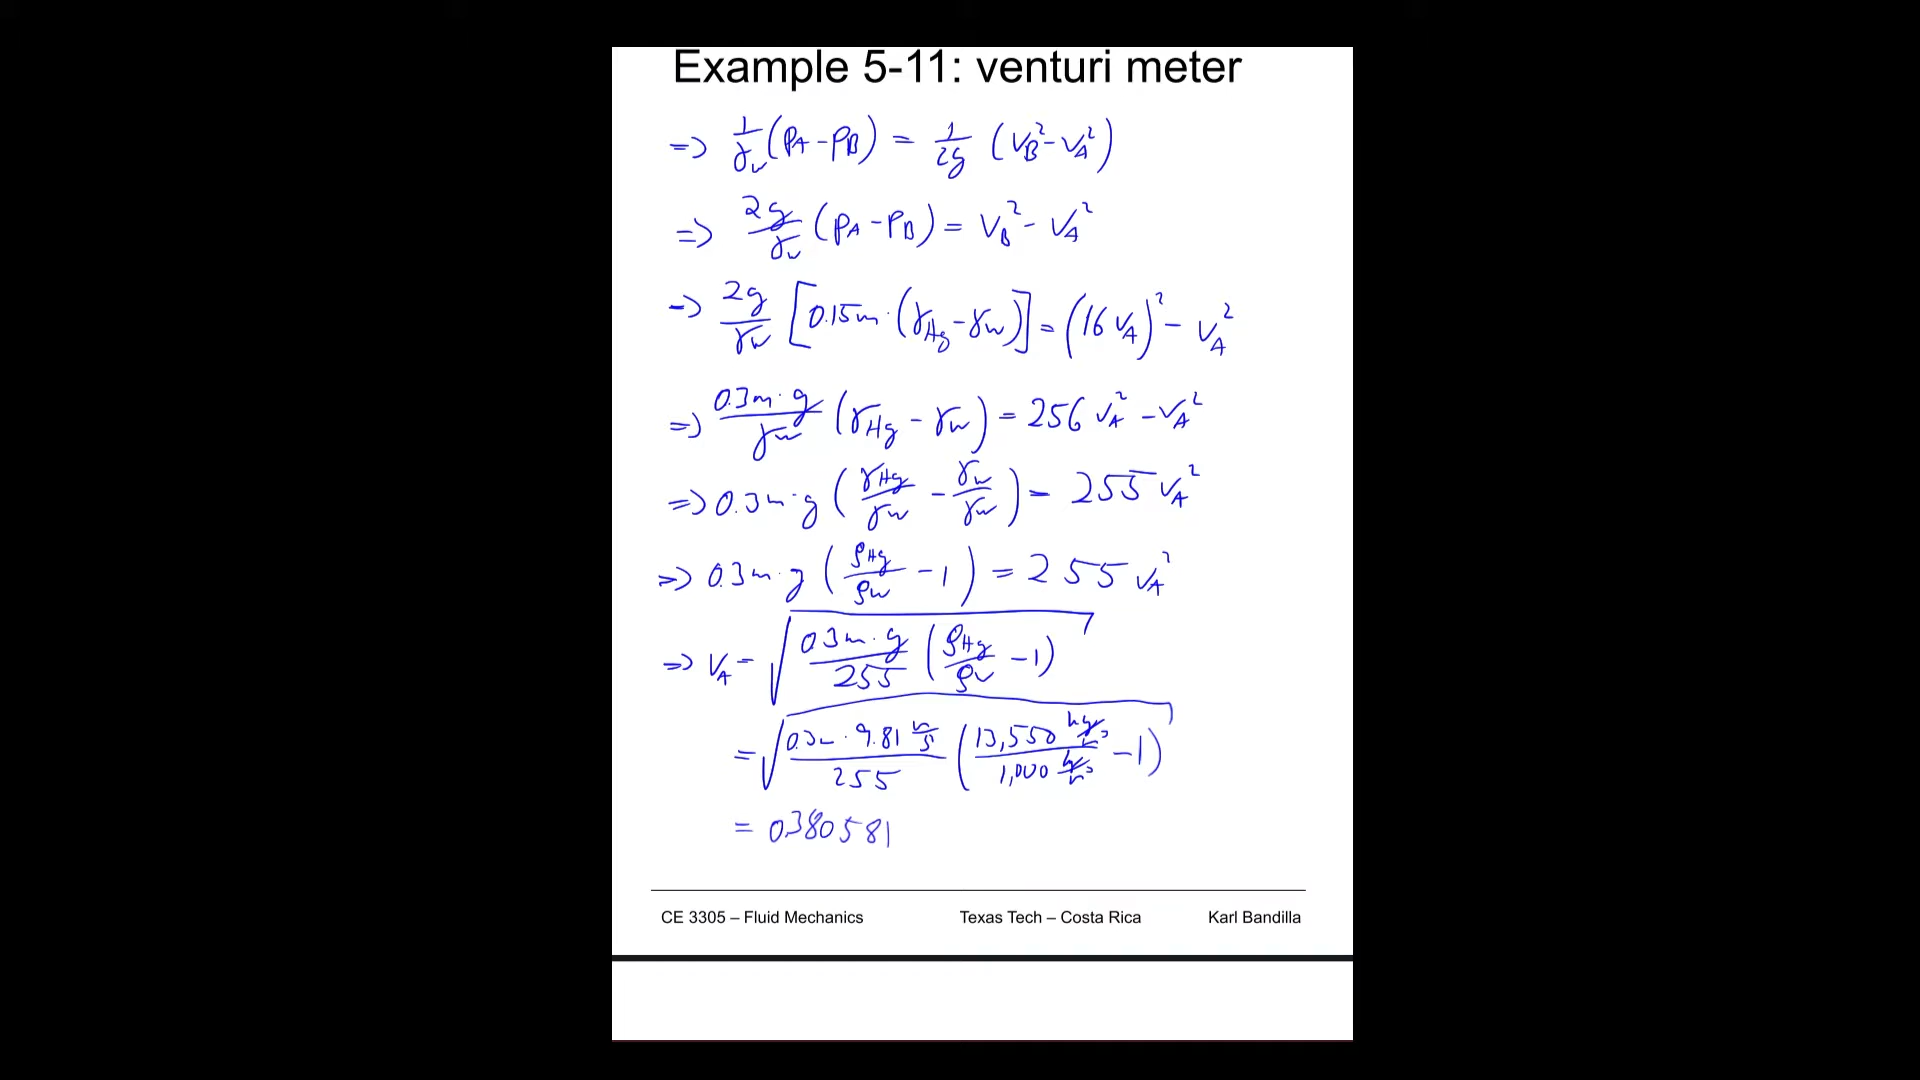 Example 5-11: venturi meter
=> 1/γw (PA - PB) = 1/2g (VB² - VA²)
=> 2g/γw (PA - PB) = VB² - VA²
=> 2g/γw [0.15m · (γHg - γw)] = (16 VA)² - VA²
=> 0.3m · g/γw (γHg - γw) = 256 VA² - VA²
=> 0.3m · g (γHg/γw - γw/γw) = 255 VA²
=> 0.3m · g (ρHg/ρw - 1) = 255 VA²
=> VA = √(0.3m · g/255 (ρHg/ρw - 1))
= √(0.3m · 9.81 m/s/255 (13,550 kg/m³/1,000 kg/m³ - 1))
= 0.380581
CE 3305 – Fluid Mechanics Texas Tech – Costa Rica Karl Bandilla